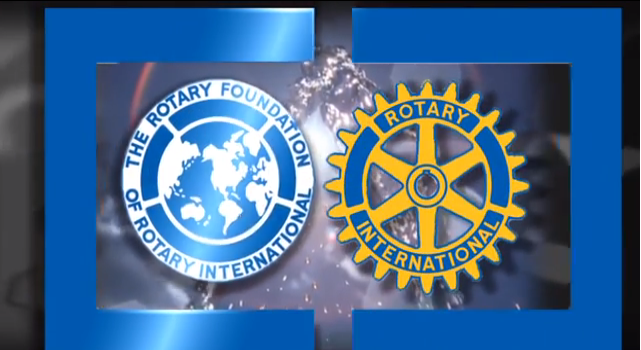 THE ROTARY FOUNDATION
OF ROTARY INTERNATIONAL
ROTARY
INTERNATIONAL